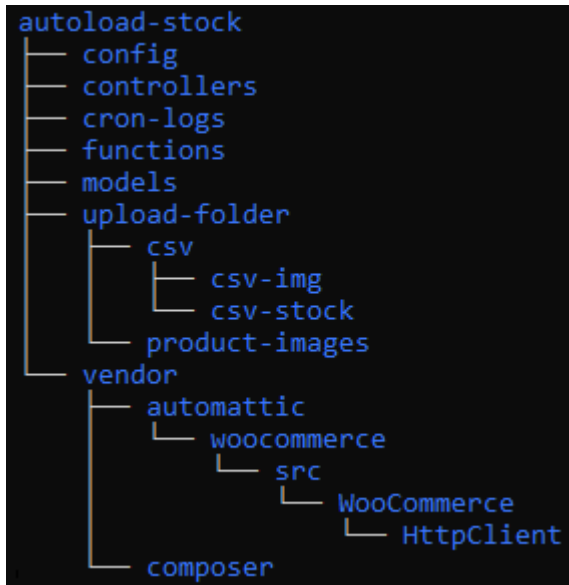 autoload-stock
├── config
├── controllers
├── cron-logs
├── functions
├── models
├── upload-folder
│   ├── csv
│   │   ├── csv-img
│   │   └── csv-stock
│   └── product-images
└── vendor
    ├── automattic
    │   └── woocommerce
    │       └── src
    │           └── WooCommerce
    │               └── HttpClient
    └── composer